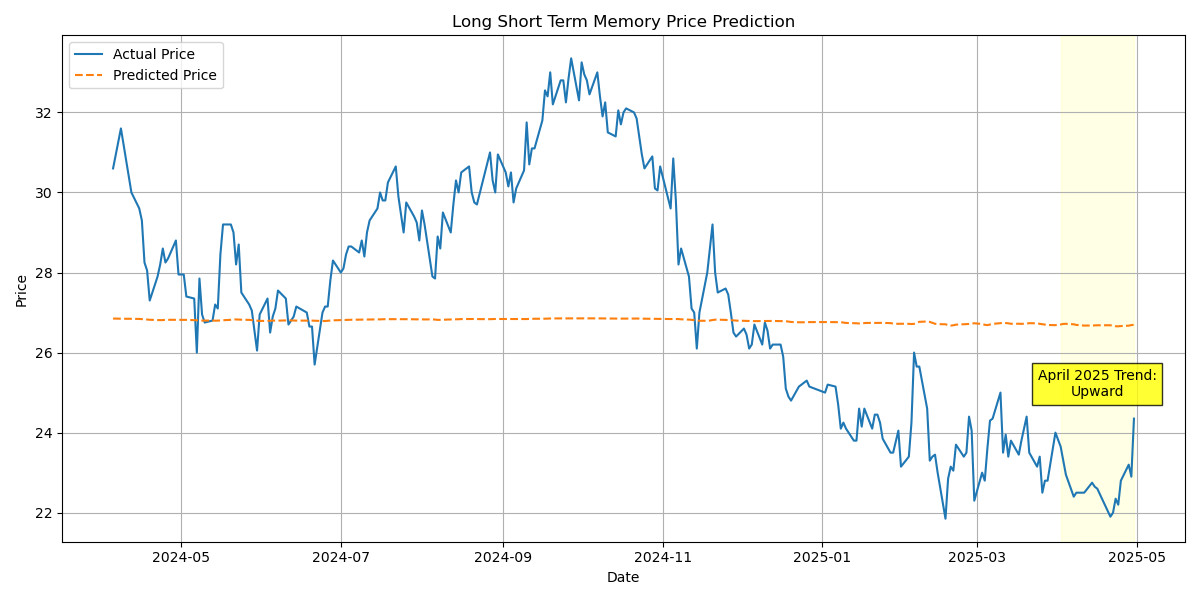 Long Short Term Memory Price Prediction
Actual Price
Predicted Price
Price
32
30
28
26
24
22
April 2025 Trend:
Upward
2024-05
2024-07
2024-09
2024-11
2025-01
2025-03
2025-05
Date